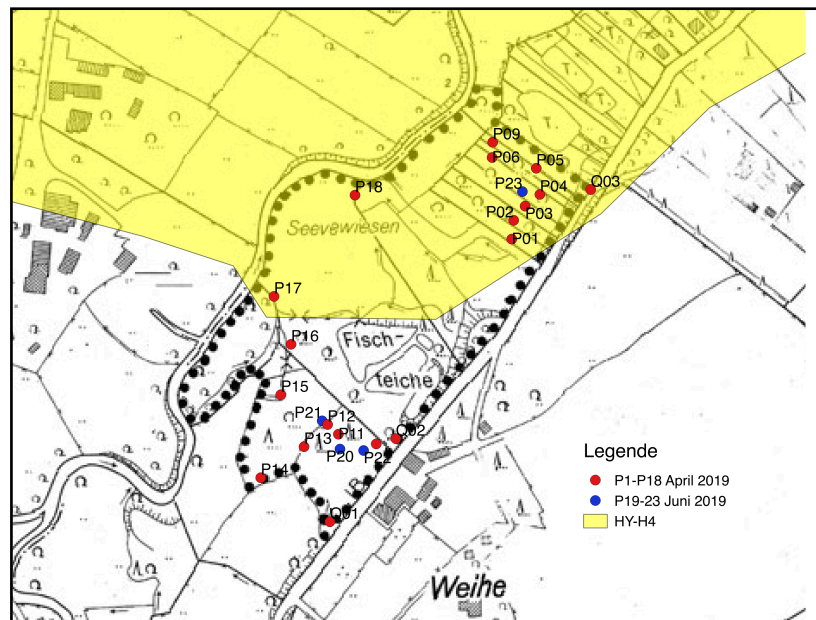 P09
P06
P05
P18
P23
P04
Q03
P03
P02
Seevewiesen
P01
P17
P16
Fisch-
teiche
P15
P21
P12
P11
Q02
P13
P20
P22
P14
Q01
Legende
P1-P18 April 2019
P19-23 Juni 2019
HY-H4
Weihe